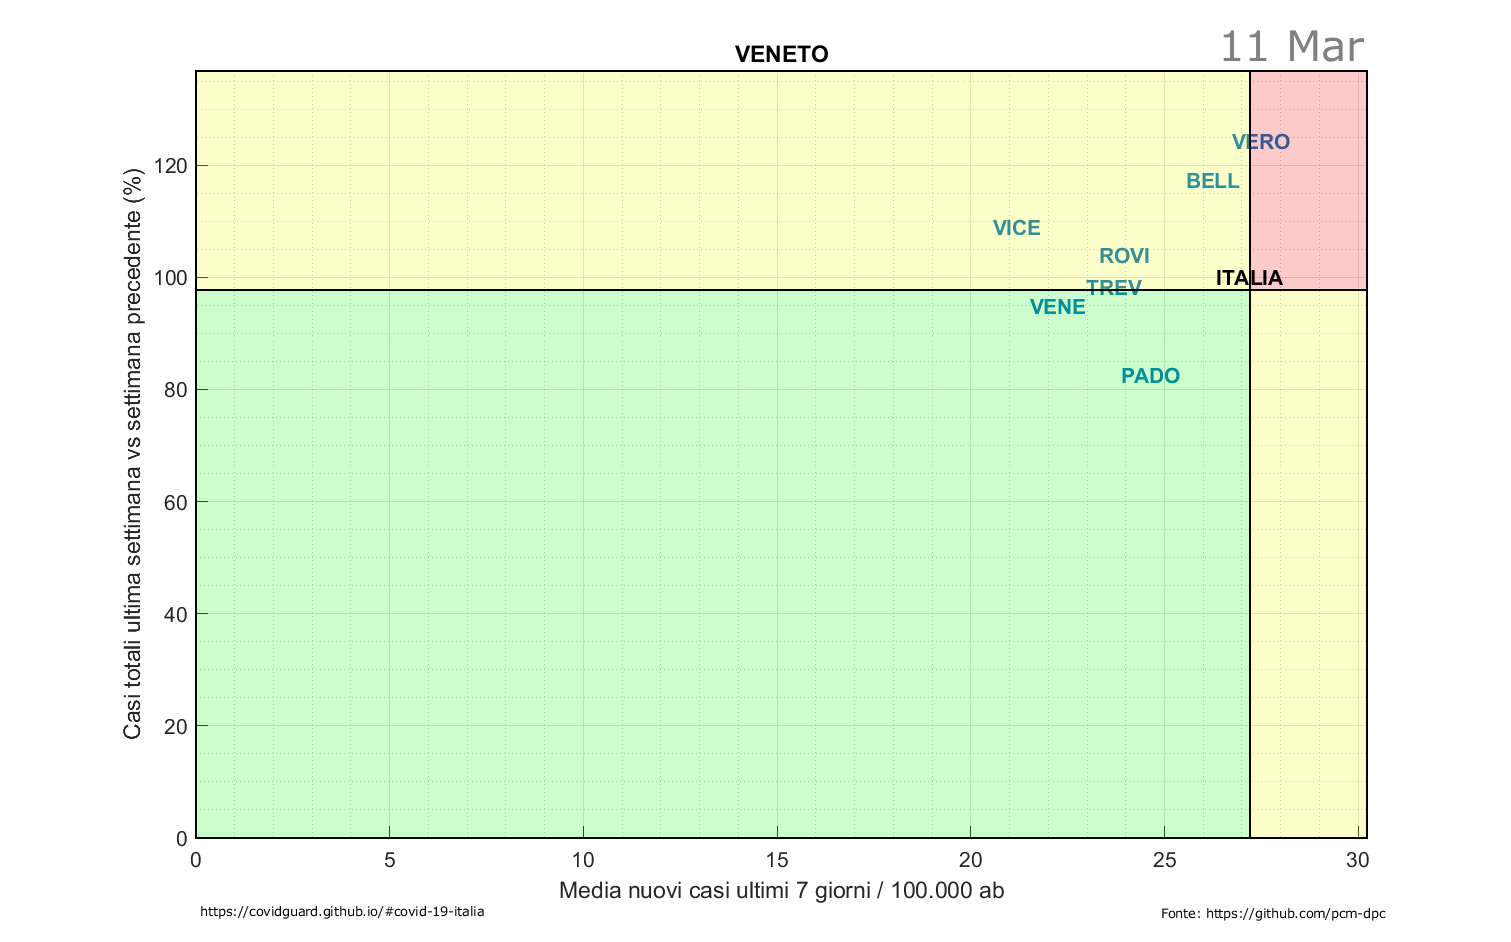 VENETO
11 Mar
Casi totali ultima settimana vs settimana precedente (%)
120
100
80
60
40
20
0
VERO
BELL
VICE
ROVI
ITALIA
TREV
VENE
PADO
0 5 10 15 20 25 30
Media nuovi casi ultimi 7 giorni / 100.000 ab
https://covidguard.github.io/#covid-19-italia
Fonte: https://github.com/pcm-dpc